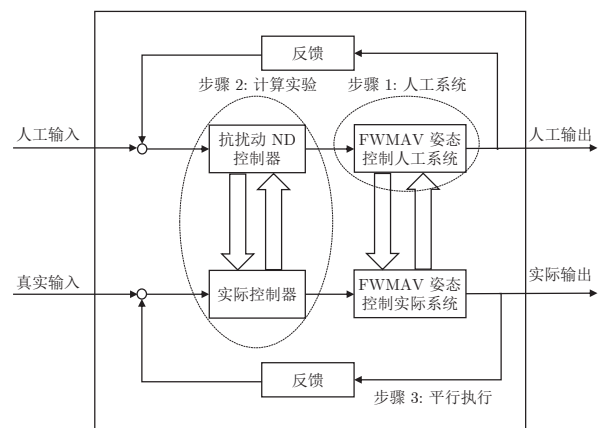 反馈
步骤 2: 计算实验
步骤 1: 人工系统
人工输入
抗扰动 ND
控制器
FWMAV 姿态
控制人工系统
人工输出
真实输入
实际控制器
FWMAV 姿态
控制实际系统
实际输出
反馈
步骤 3: 平行执行